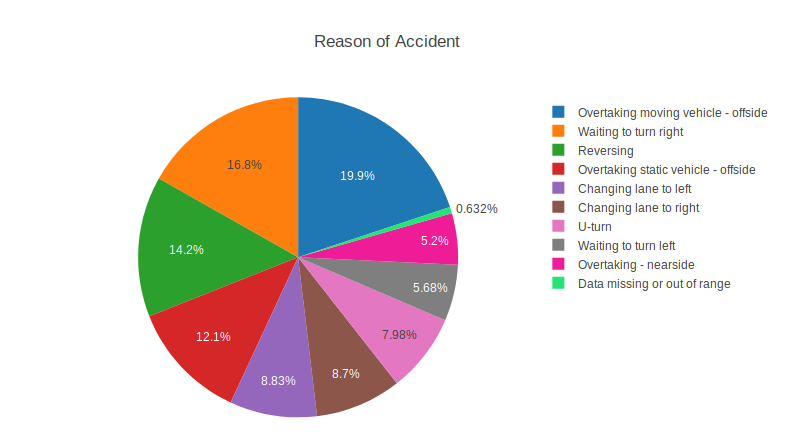 Reason of Accident
16.8%
19.9%
0.632%
5.2%
14.2%
5.68%
7.98%
12.1%
8.7%
8.83%
Overtaking moving vehicle - offside
Waiting to turn right
Reversing
Overtaking static vehicle - offside
Changing lane to left
Changing lane to right
U-turn
Waiting to turn left
Overtaking - nearside
Data missing or out of range